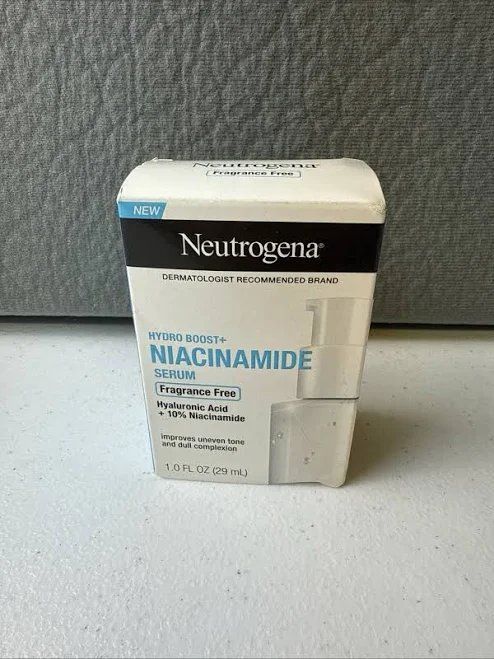 Neutrogena
Fragrance Free
NEW
Neutrogena®
DERMATOLOGIST RECOMMENDED BRAND
HYDRO BOOST+
NIACINAMIDE
SERUM
Fragrance Free
Hyaluronic Acid
+ 10% Niacinamide
improves uneven tone
and dull complexion
1.0 FL OZ (29 mL)